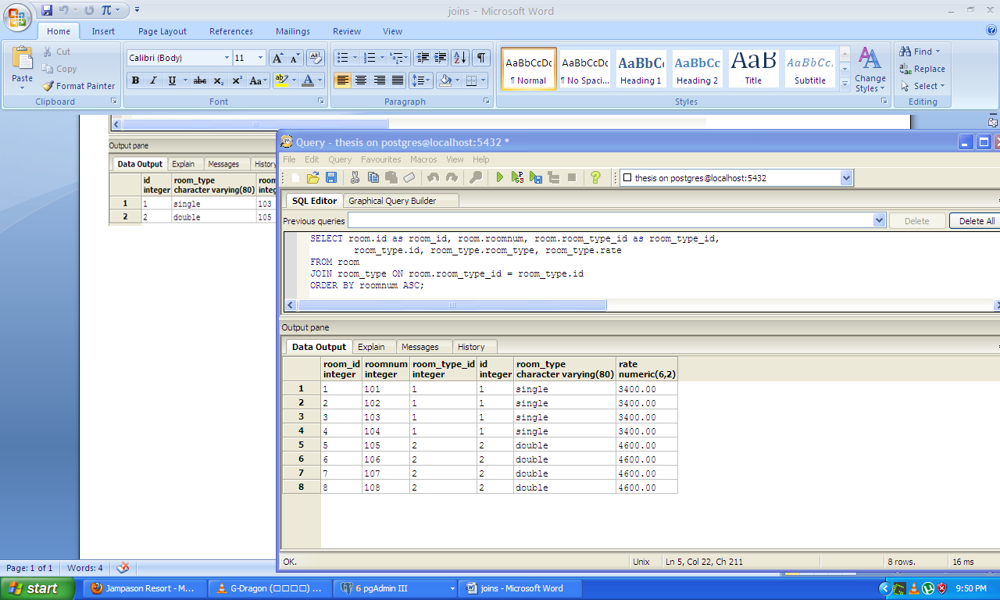 joins - Microsoft Word
Home Insert Page Layout References Mailings Review View
Paste
Cut
Copy
Format Painter
Clipboard
Calibri (Body) 11
B I U abc x₂ x² Aa
ab A
Font
Paragraph
AaBbCcDc AaBbCcDc AaBbCc AaBbCc AaB AaBbCc.
¶ Normal ¶ No Spaci... Heading 1 Heading 2 Title Subtitle
Change
Styles
Styles
Find
Replace
Select
Editing
Output pane
Data Output Explain Messages History
id room_type
integer character varying(80) integ
1 1 single 103
2 2 double 105
Query - thesis on postgres@localhost:5432 *
File Edit Query Favourites Macros View Help
thesis on postgres@localhost:5432
SQL Editor Graphical Query Builder
Previous queries Delete Delete All
SELECT room.id as room_id, room.roomnum, room.room_type_id as room_type_id,
room_type.id, room_type.room_type, room_type.rate
FROM room
JOIN room_type ON room.room_type_id = room_type.id
ORDER BY roomnum ASC;
Output pane
Data Output Explain Messages History
room_id roomnum room_type_id id room_type rate
integer integer integer integer character varying(80) numeric(6,2)
1 1 101 1 1 single 3400.00
2 2 102 1 1 single 3400.00
3 3 103 1 1 single 3400.00
4 4 104 1 1 single 3400.00
5 5 105 2 2 double 4600.00
6 6 106 2 2 double 4600.00
7 7 107 2 2 double 4600.00
8 8 108 2 2 double 4600.00
OK. Unix Ln 5, Col 22, Ch 211 8 rows. 16 ms
Page: 1 of 1 Words: 4
start Jampason Resort - M... G-Dragon (□□□□) ... 6 pgAdmin III joins - Microsoft Word 9:50 PM